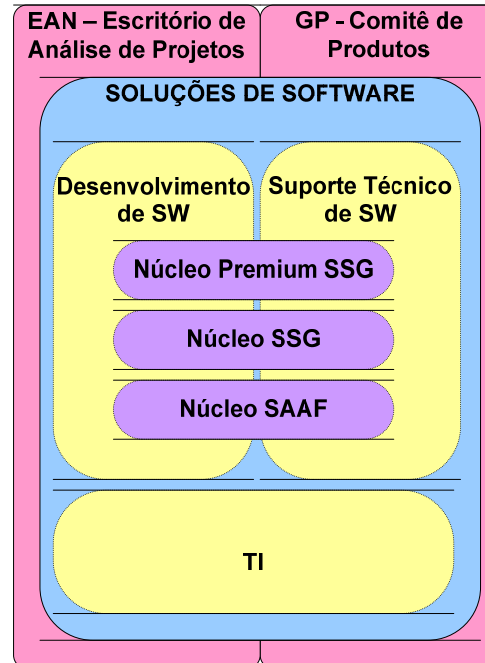 EAN – Escritório de
Análise de Projetos
GP - Comitê de
Produtos
SOLUÇÕES DE SOFTWARE
Desenvolvimento
de SW
Suporte Técnico
de SW
Núcleo Premium SSG
Núcleo SSG
Núcleo SAAF
TI